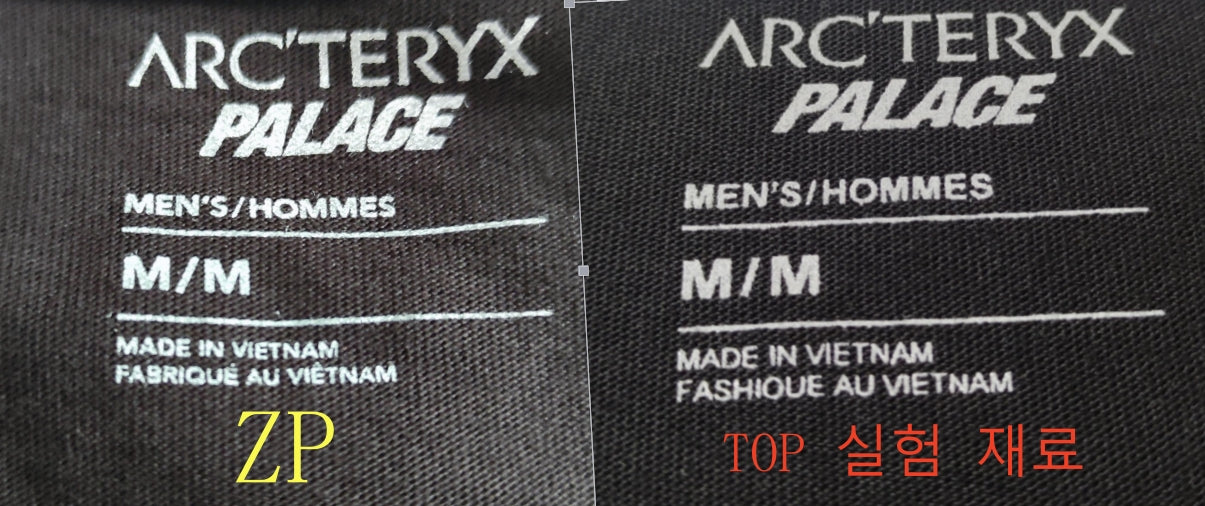 ARC'TERYX
PALACE
MEN'S/HOMMES
M/M
MADE IN VIETNAM
FABRIQUÉ AU VIÊTNAM
ZP
ARC'TERYX
PALACE
MEN'S/HOMMES
M/M
MADE IN VIETNAM
FASHIOUE AU VIETNAM
TOP 실험 재료